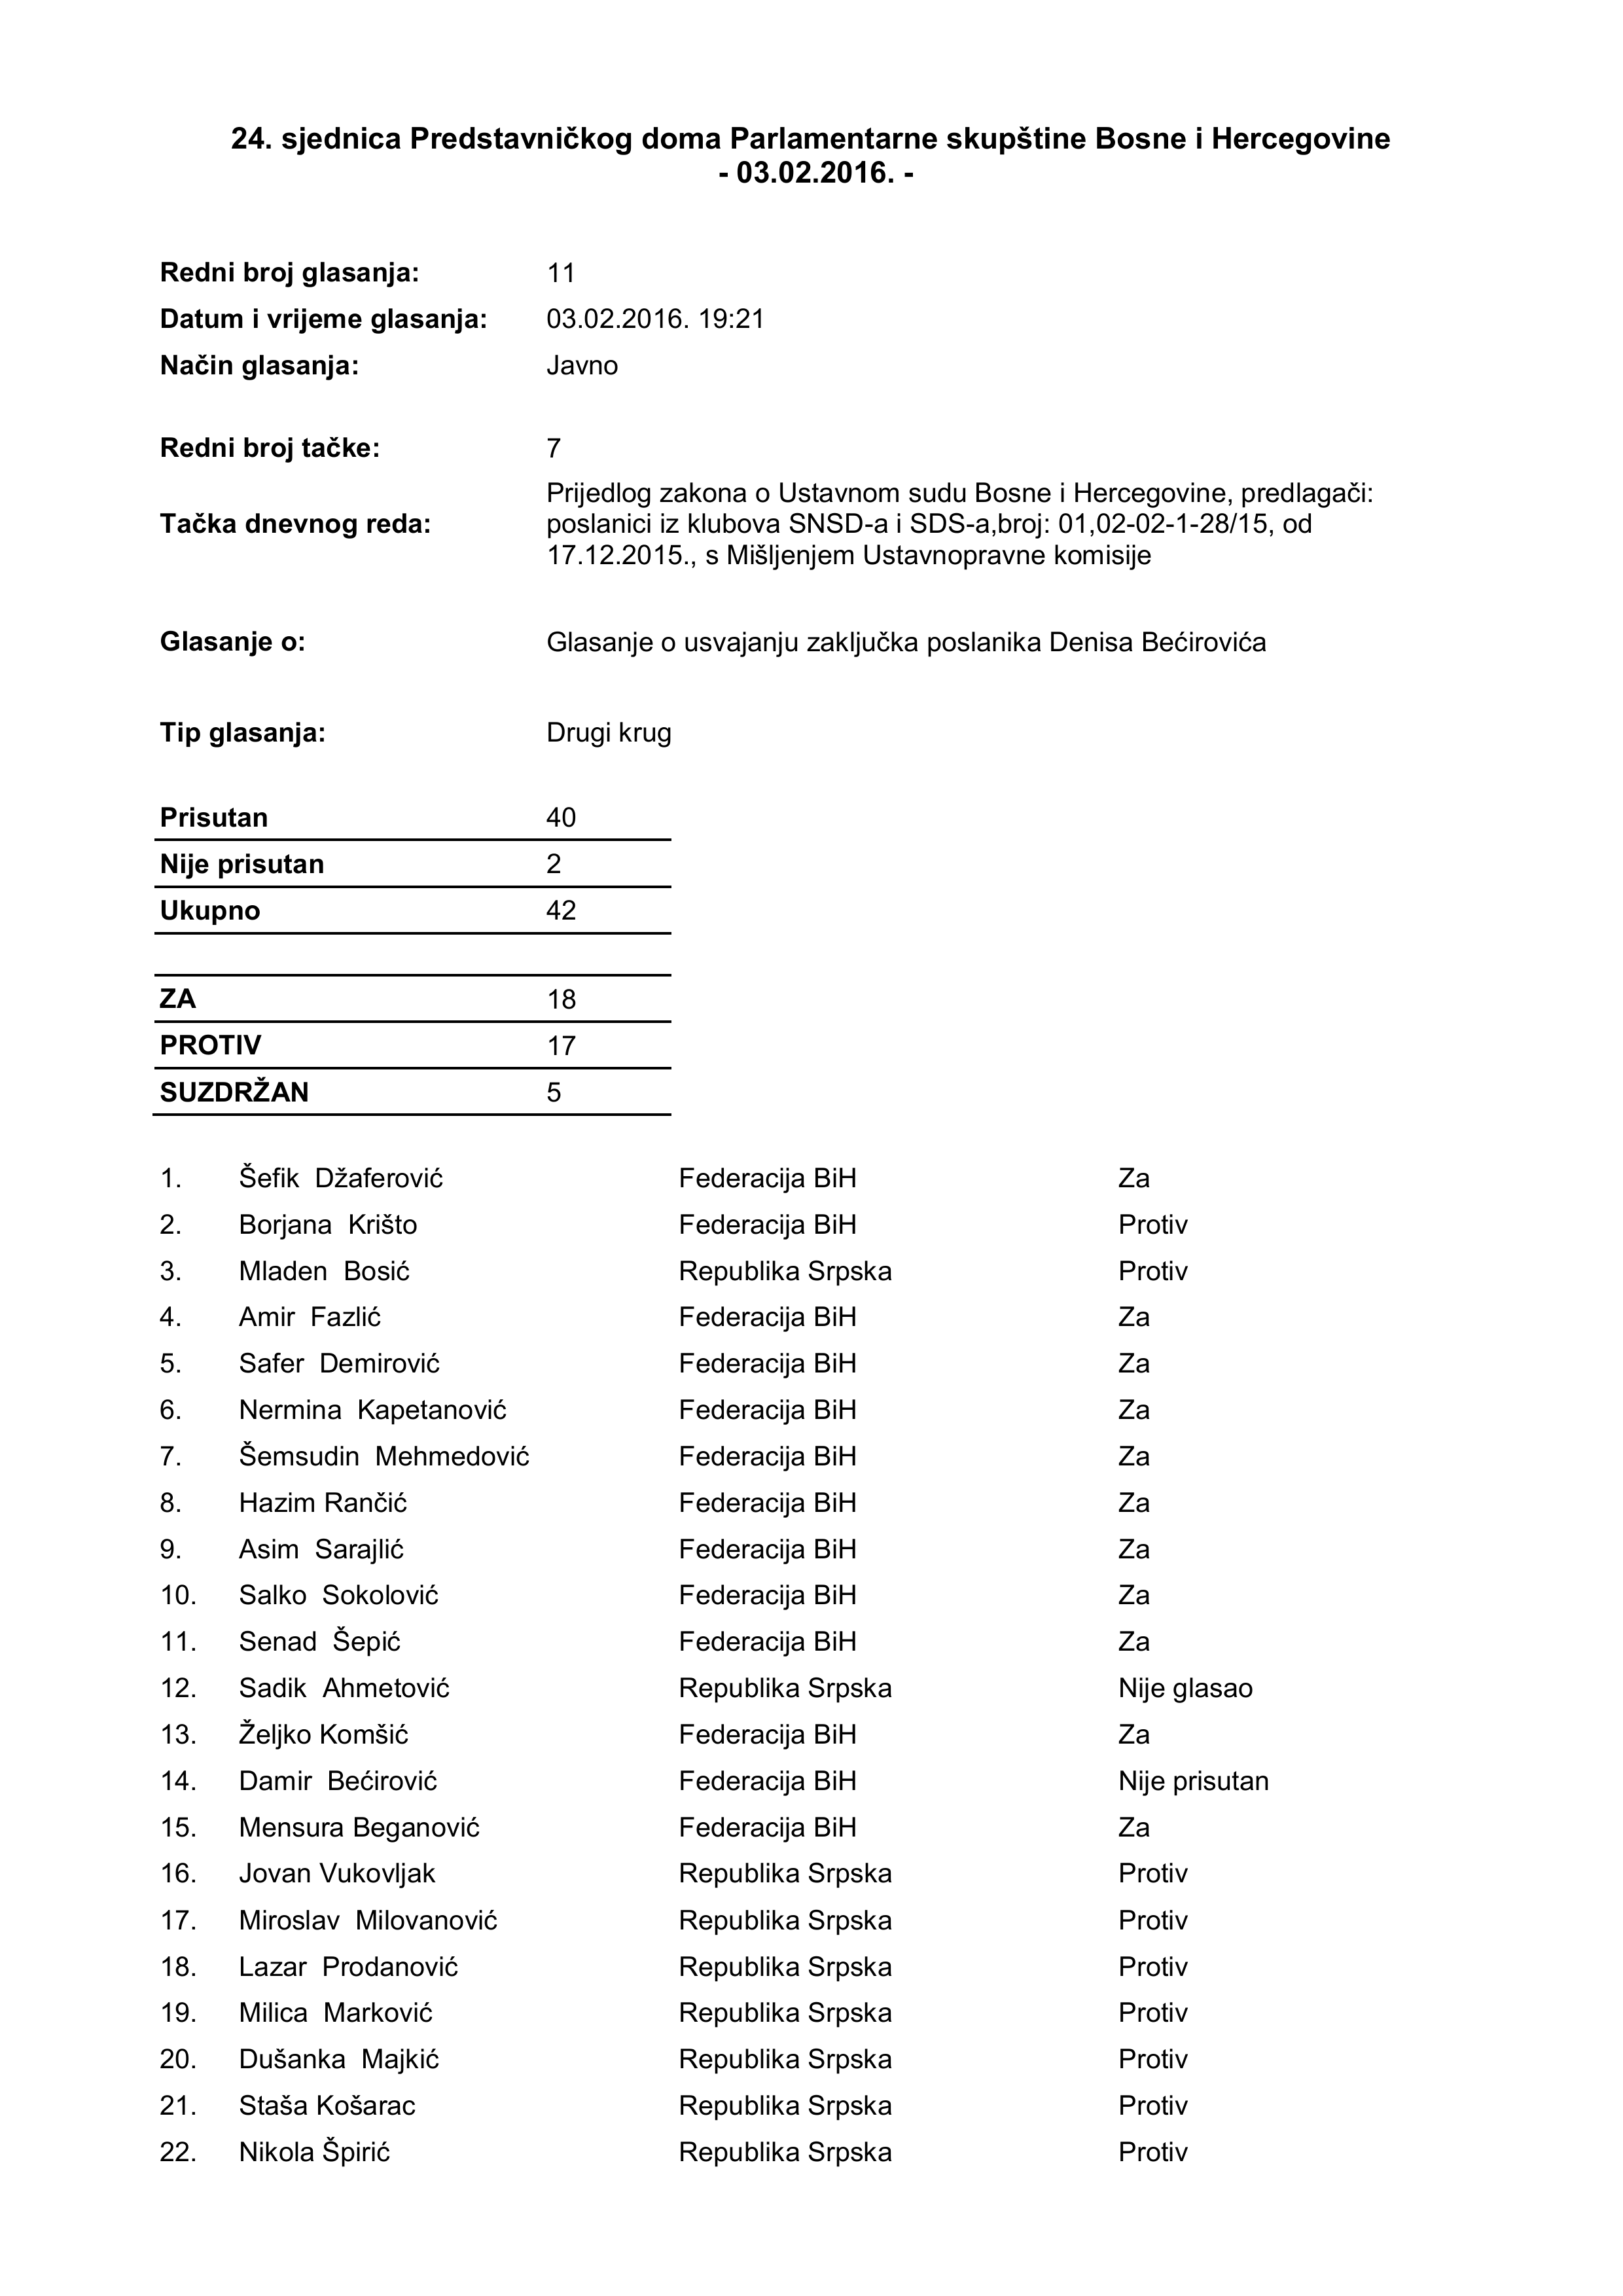 24. sjednica Predstavničkog doma Parlamentarne skupštine Bosne i Hercegovine
- 03.02.2016. -
Redni broj glasanja: 11
Datum i vrijeme glasanja: 03.02.2016. 19:21
Način glasanja: Javno
Redni broj tačke: 7
Tačka dnevnog reda: Prijedlog zakona o Ustavnom sudu Bosne i Hercegovine, predlagači:
poslanici iz klubova SNSD-a i SDS-a,broj: 01,02-02-1-28/15, od
17.12.2015., s Mišljenjem Ustavnopravne komisije
Glasanje o: Glasanje o usvajanju zaključka poslanika Denisa Bećirovića
Tip glasanja: Drugi krug
Prisutan 40
Nije prisutan 2
Ukupno 42
ZA 18
PROTIV 17
SUZDRŽAN 5
1. Šefik Džaferović Federacija BiH Za
2. Borjana Krišto Federacija BiH Protiv
3. Mladen Bosić Republika Srpska Protiv
4. Amir Fazlić Federacija BiH Za
5. Safer Demirović Federacija BiH Za
6. Nermina Kapetanović Federacija BiH Za
7. Šemsudin Mehmedović Federacija BiH Za
8. Hazim Rančić Federacija BiH Za
9. Asim Sarajlić Federacija BiH Za
10. Salko Sokolović Federacija BiH Za
11. Senad Šepić Federacija BiH Za
12. Sadik Ahmetović Republika Srpska Nije glasao
13. Željko Komšić Federacija BiH Za
14. Damir Bećirović Federacija BiH Nije prisutan
15. Mensura Beganović Federacija BiH Za
16. Jovan Vukovljak Republika Srpska Protiv
17. Miroslav Milovanović Republika Srpska Protiv
18. Lazar Prodanović Republika Srpska Protiv
19. Milica Marković Republika Srpska Protiv
20. Dušanka Majkić Republika Srpska Protiv
21. Staša Košarac Republika Srpska Protiv
22. Nikola Špirić Republika Srpska Protiv